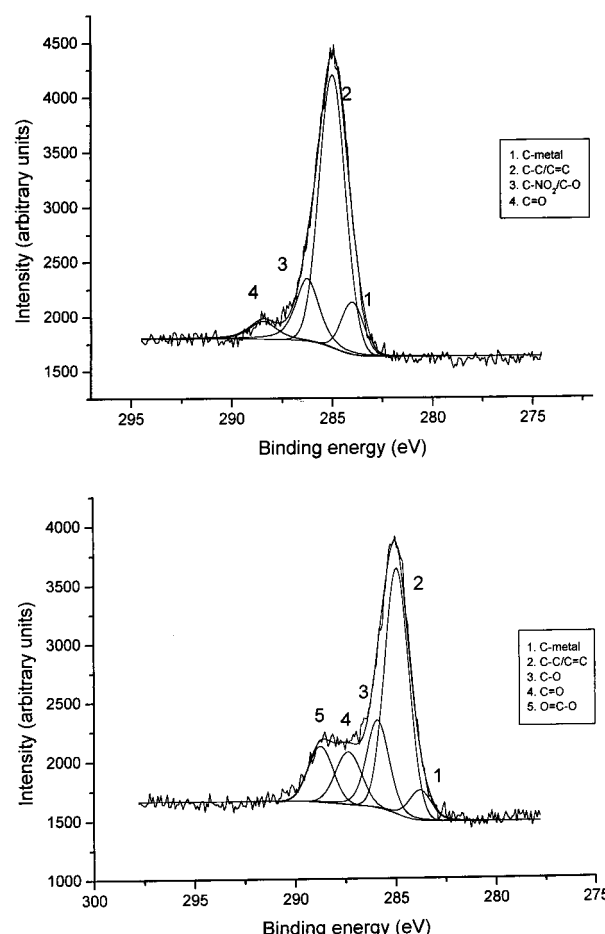 4500
4000
3500
3000
2500
2000
1500
Intensity (arbitrary units)
2
3
4
1
1. C-metal
2. C-C/C=C
3. C-NO₂/C-O
4. C=O
295 290 285 280 275
Binding energy (eV)
4000
3500
3000
2500
2000
1500
1000
Intensity (arbitrary units)
2
3
5 4
1
1. C-metal
2. C-C/C=C
3. C-O
4. C=O
5. O=C-O
300 295 290 285 280 275
Binding energy (eV)